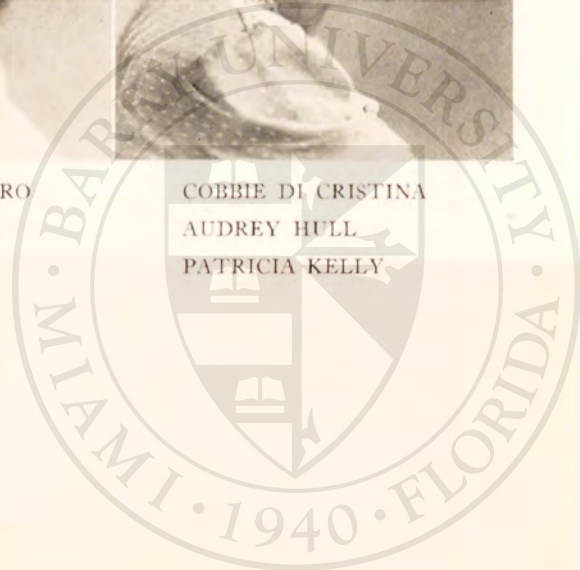 RO
COBBIE DI CRISTINA
AUDREY HULL
PATRICIA KELLY
BARRY UNIVERSITY
MIAMI · 1940 · FLORIDA